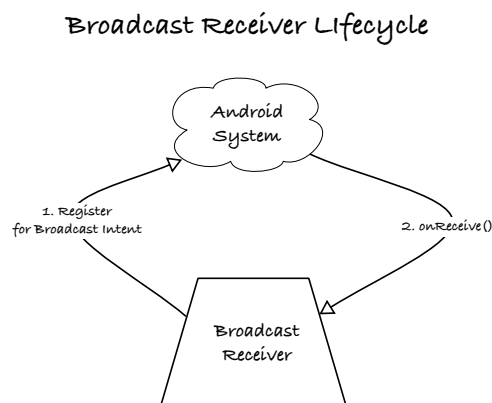 Broadcast Receiver LIfecycle
Android
System
1. Register
for Broadcast Intent
2. onReceive()
Broadcast
Receiver